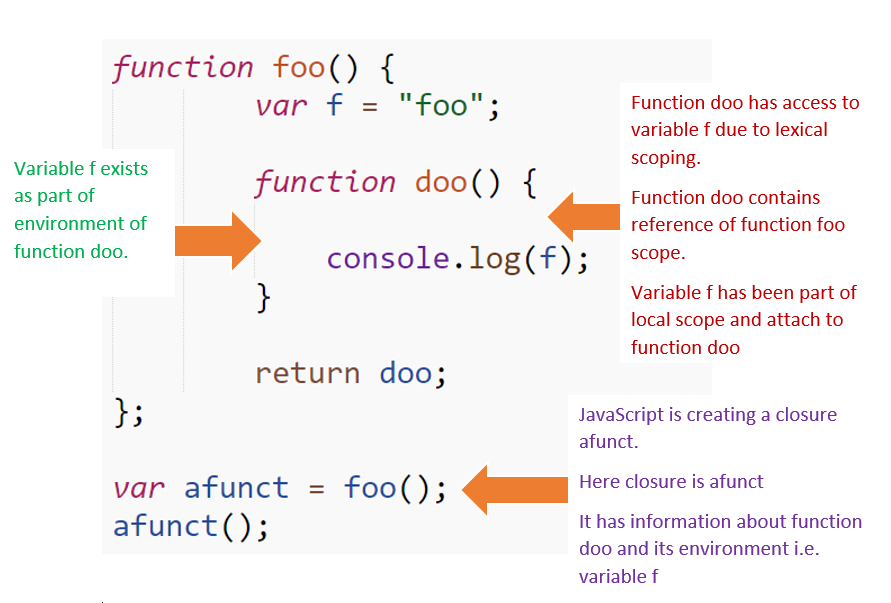 function foo() {
var f = "foo";
function doo() {
console.log(f);
}
return doo;
};
var afunct = foo();
afunct();
Variable f exists
as part of
environment of
function doo.
Function doo has access to
variable f due to lexical
scoping.
Function doo contains
reference of function foo
scope.
Variable f has been part of
local scope and attach to
function doo
JavaScript is creating a closure
afunct.
Here closure is afunct
It has information about function
doo and its environment i.e.
variable f